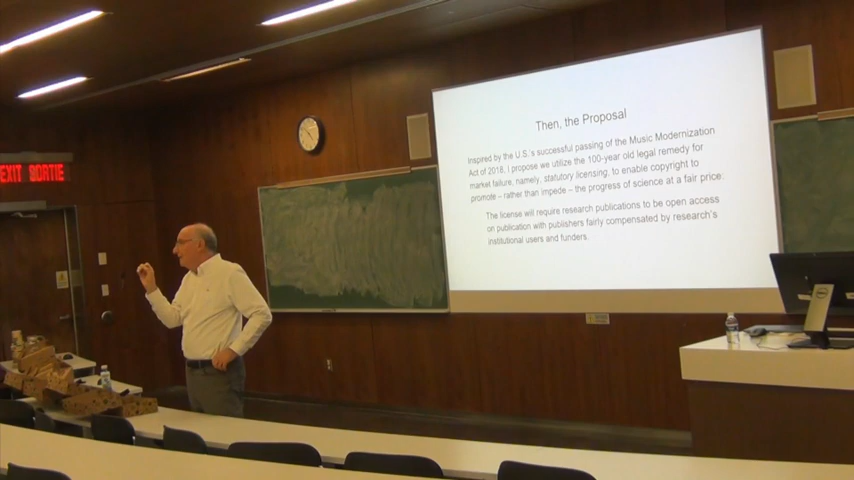 EXIT SORTIE
Then, the Proposal
Inspired by the U.S.'s successful passing of the Music Modernization
Act of 2018, I propose we utilize the 100-year old legal remedy for
market failure, namely, statutory licensing, to enable copyright to
promote – rather than impede – the progress of science at a fair price.
The license will require research publications to be open access
on publication with publishers fairly compensated by research's
institutional users and funders.
DELL